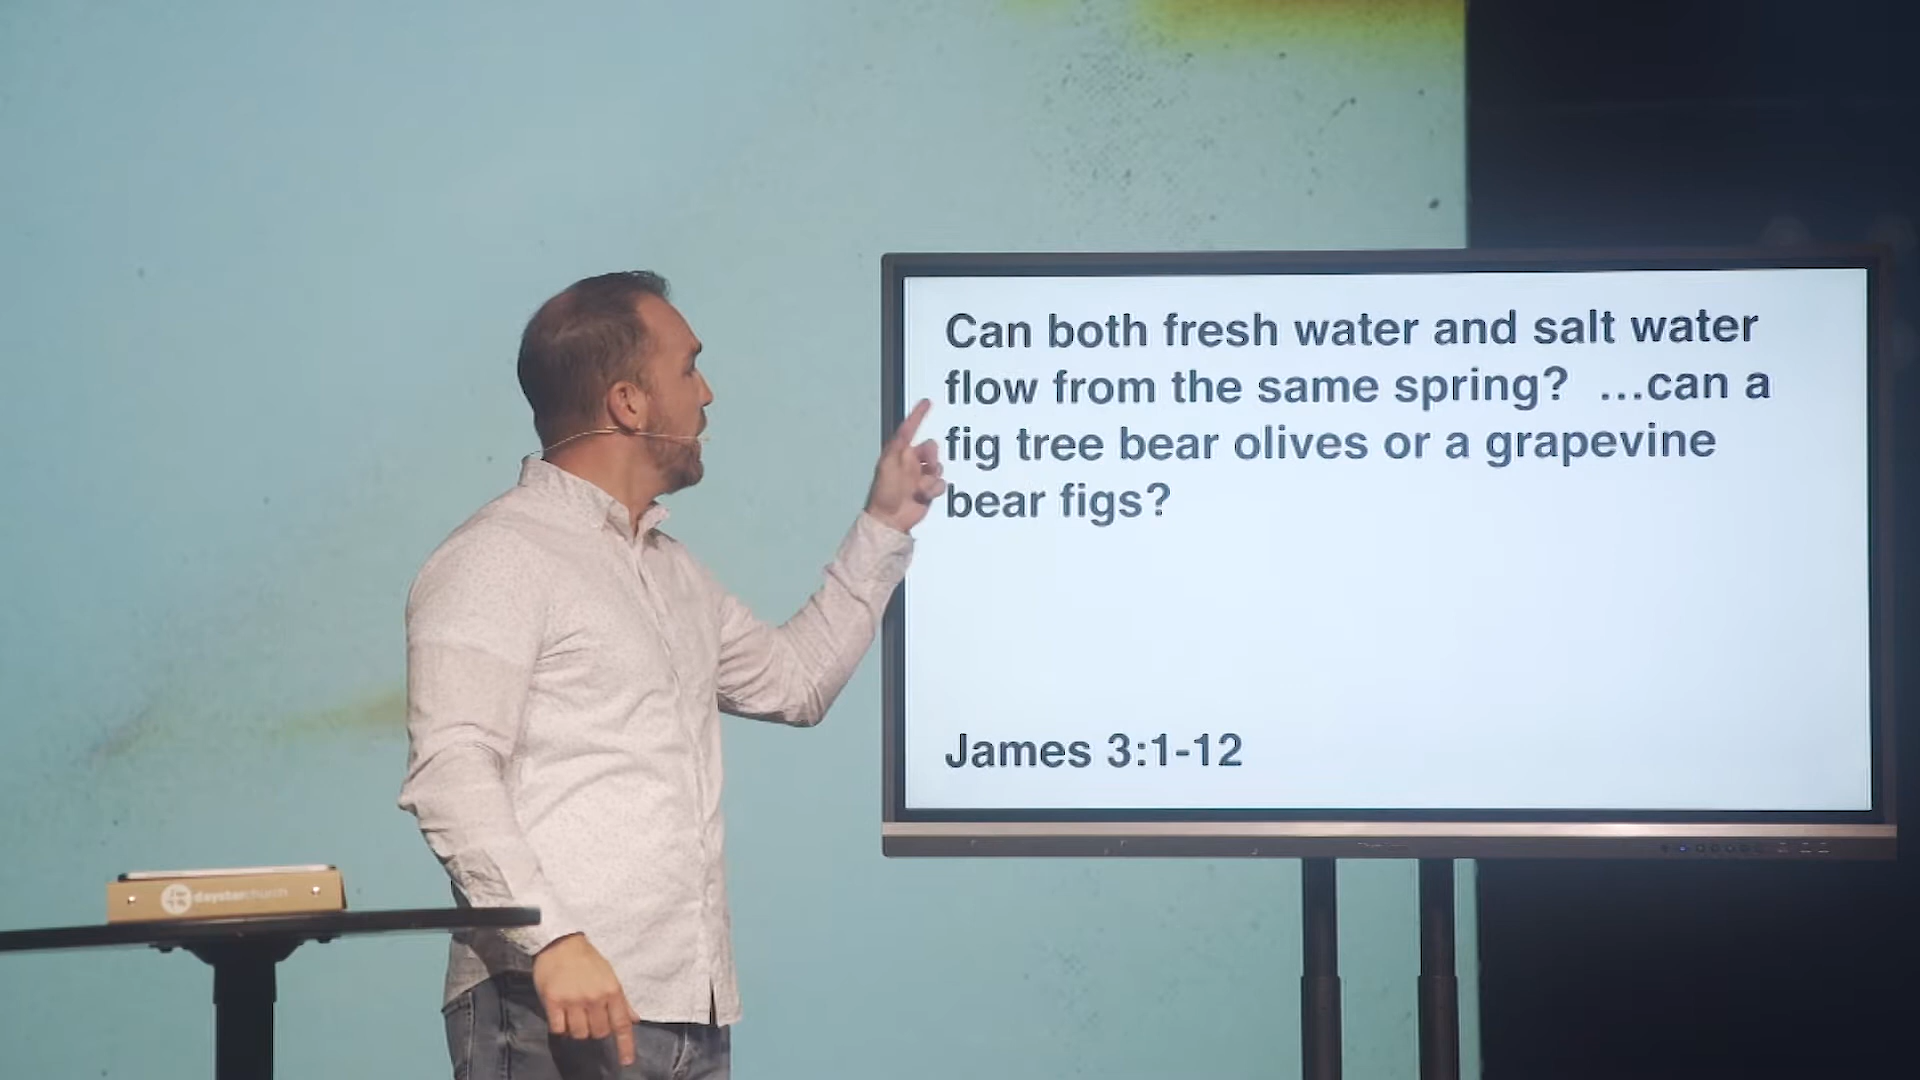 Can both fresh water and salt water
flow from the same spring?  ...can a
fig tree bear olives or a grapevine
bear figs?
James 3:1-12
daystarchurch